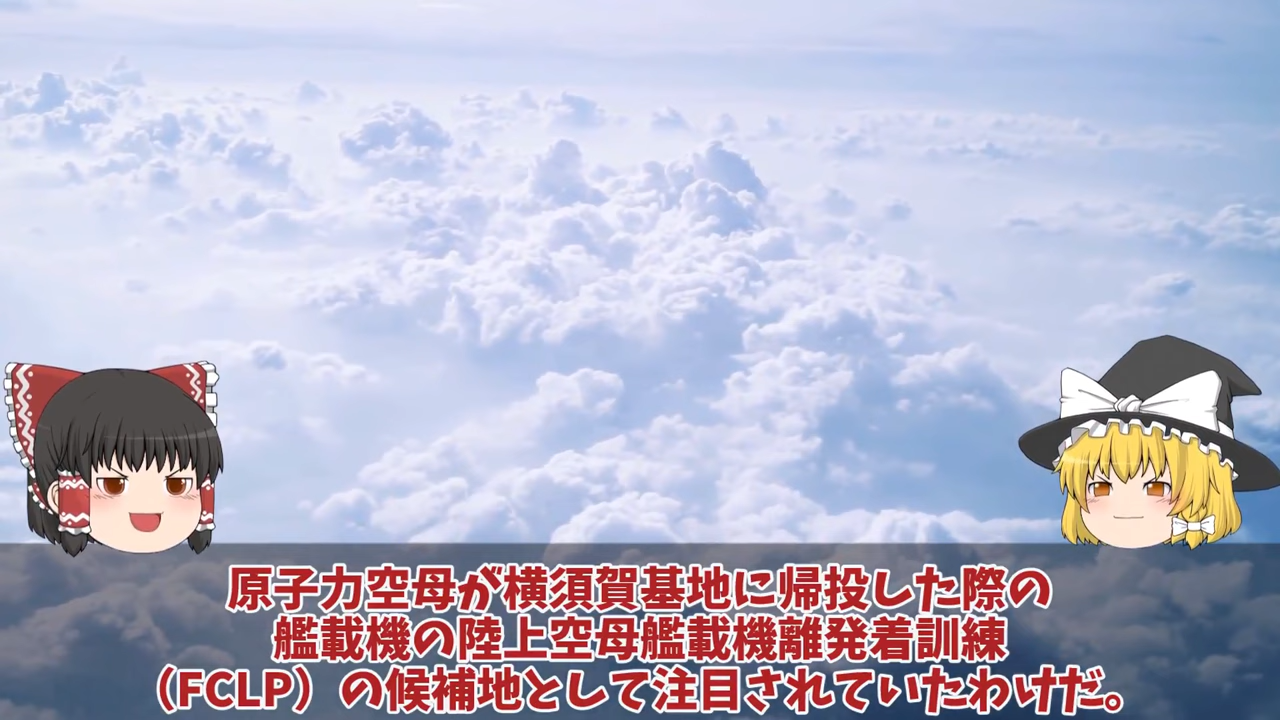 原子力空母が横須賀基地に帰投した際の
艦載機の陸上空母艦載機離発着訓練
（FCLP）の候補地として注目されていたわけだ。